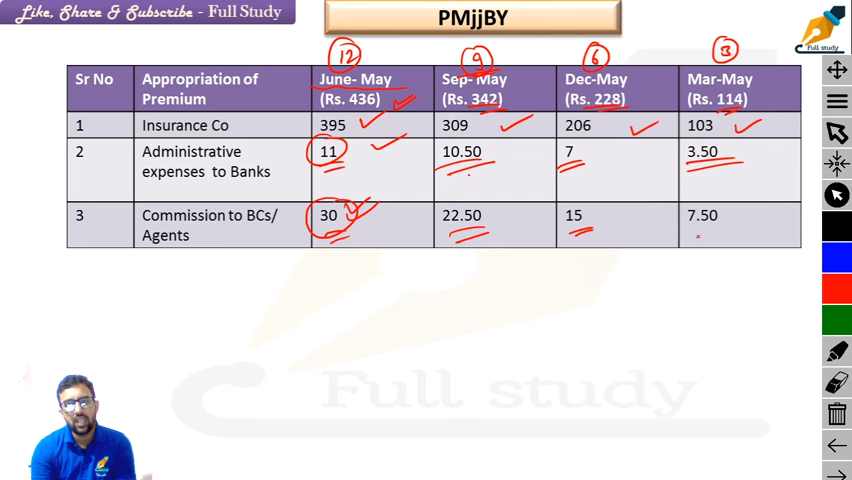 Like, Share & Subscribe - Full Study
PMjjBY
Full study
12
9
6
3
Sr No
Appropriation of Premium
June- May (Rs. 436)
Sep- May (Rs. 342)
Dec-May (Rs. 228)
Mar-May (Rs. 114)
1 Insurance Co 395 309 206 103
2 Administrative expenses to Banks 11 10.50 7 3.50
3 Commission to BCs/ Agents 30 22.50 15 7.50
Full study